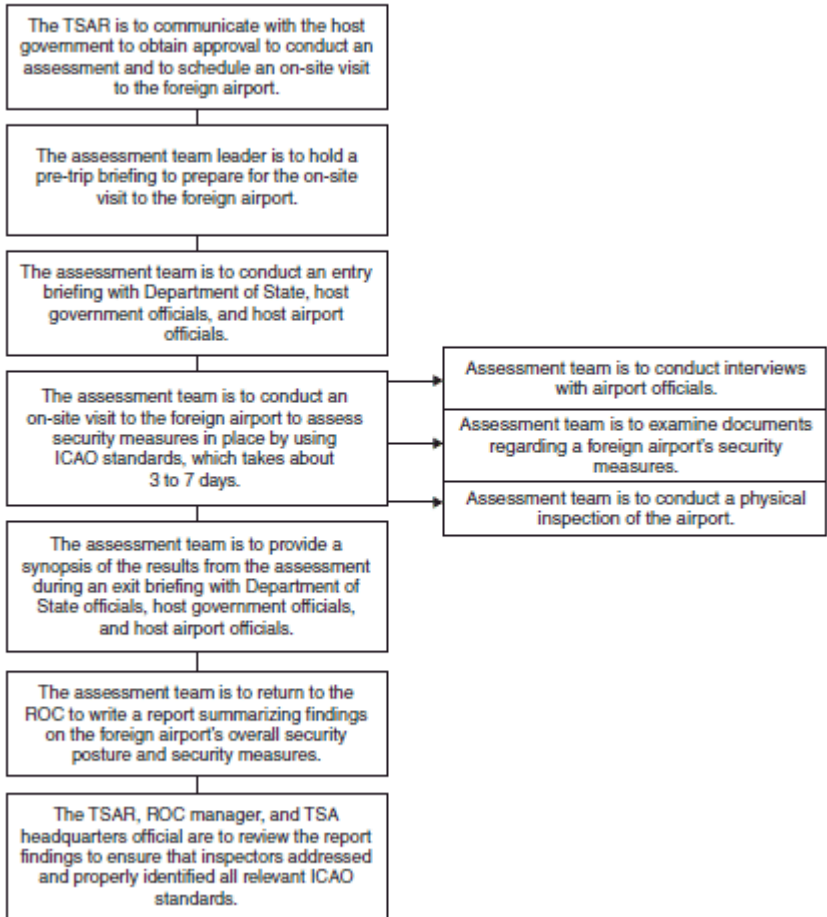 The TSAR is to communicate with the host
government to obtain approval to conduct an
assessment and to schedule an on-site visit
to the foreign airport.
The assessment team leader is to hold a
pre-trip briefing to prepare for the on-site
visit to the foreign airport.
The assessment team is to conduct an entry
briefing with Department of State, host
government officials, and host airport
officials.
The assessment team is to conduct an
on-site visit to the foreign airport to assess
security measures in place by using
ICAO standards, which takes about
3 to 7 days.
Assessment team is to conduct interviews
with airport officials.
Assessment team is to examine documents
regarding a foreign airport's security
measures.
Assessment team is to conduct a physical
inspection of the airport.
The assessment team is to provide a
synopsis of the results from the assessment
during an exit briefing with Department of
State officials, host government officials,
and host airport officials.
The assessment team is to return to the
ROC to write a report summarizing findings
on the foreign airport's overall security
posture and security measures.
The TSAR, ROC manager, and TSA
headquarters official are to review the report
findings to ensure that inspectors addressed
and properly identified all relevant ICAO
standards.